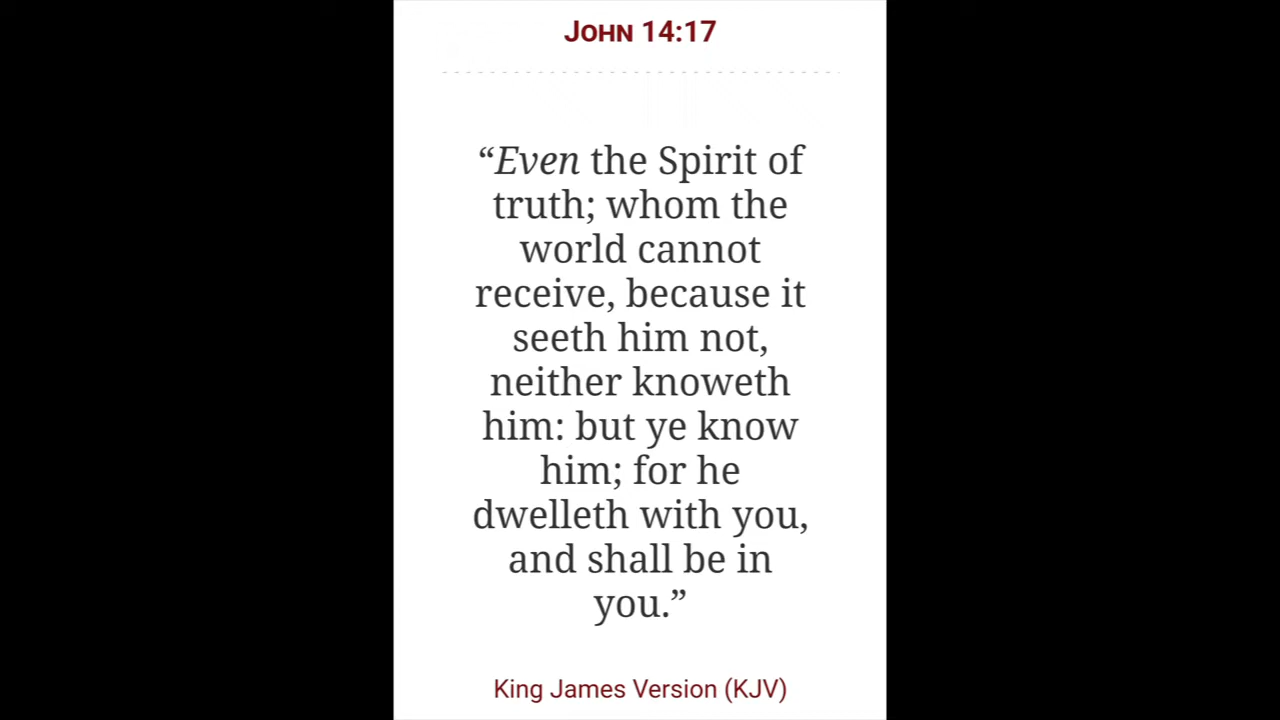 John 14:17
“Even the Spirit of
truth; whom the
world cannot
receive, because it
seeth him not,
neither knoweth
him: but ye know
him; for he
dwelleth with you,
and shall be in
you.”
King James Version (KJV)